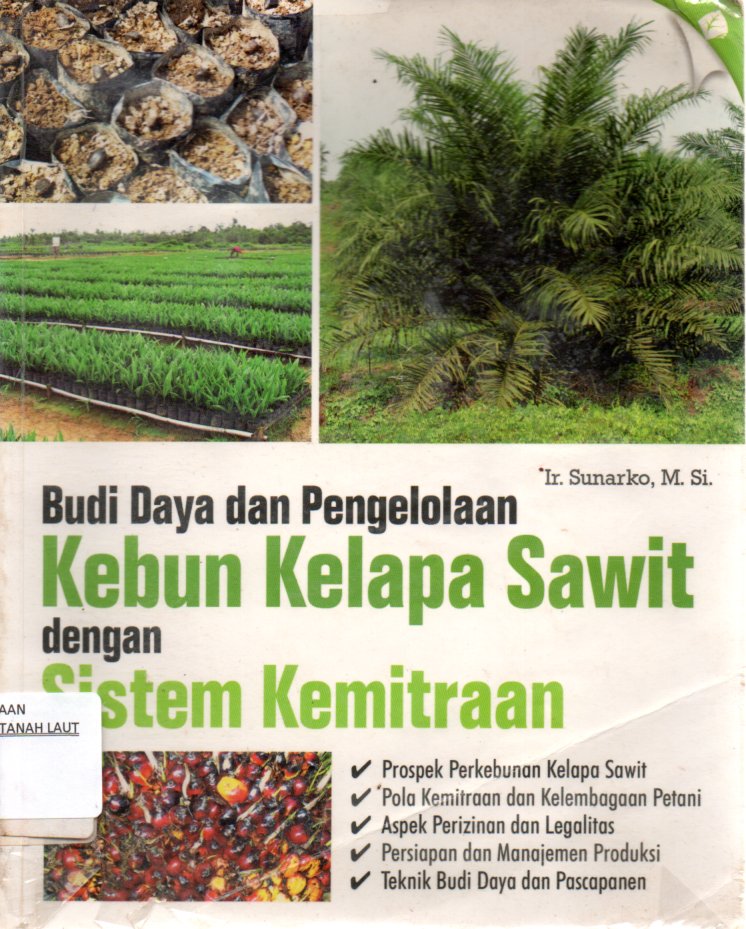 Ir. Sunarko, M. Si.
Budi Daya dan Pengelolaan
Kebun Kelapa Sawit
dengan
Sistem Kemitraan
AAN
TANAH LAUT
✔ Prospek Perkebunan Kelapa Sawit
✔ Pola Kemitraan dan Kelembagaan Petani
✔ Aspek Perizinan dan Legalitas
✔ Persiapan dan Manajemen Produksi
✔ Teknik Budi Daya dan Pascapanen